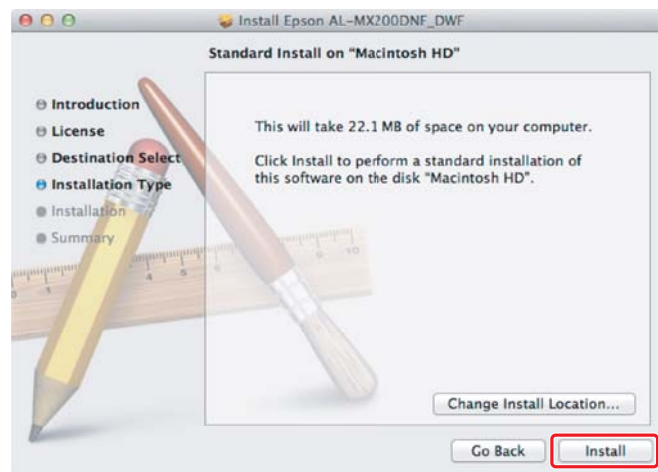 Install Epson AL-MX200DNF_DWF
Standard Install on "Macintosh HD"
Introduction
License
Destination Select
Installation Type
Installation
Summary
This will take 22.1 MB of space on your computer.
Click Install to perform a standard installation of
this software on the disk "Macintosh HD".
Change Install Location...
Go Back
Install